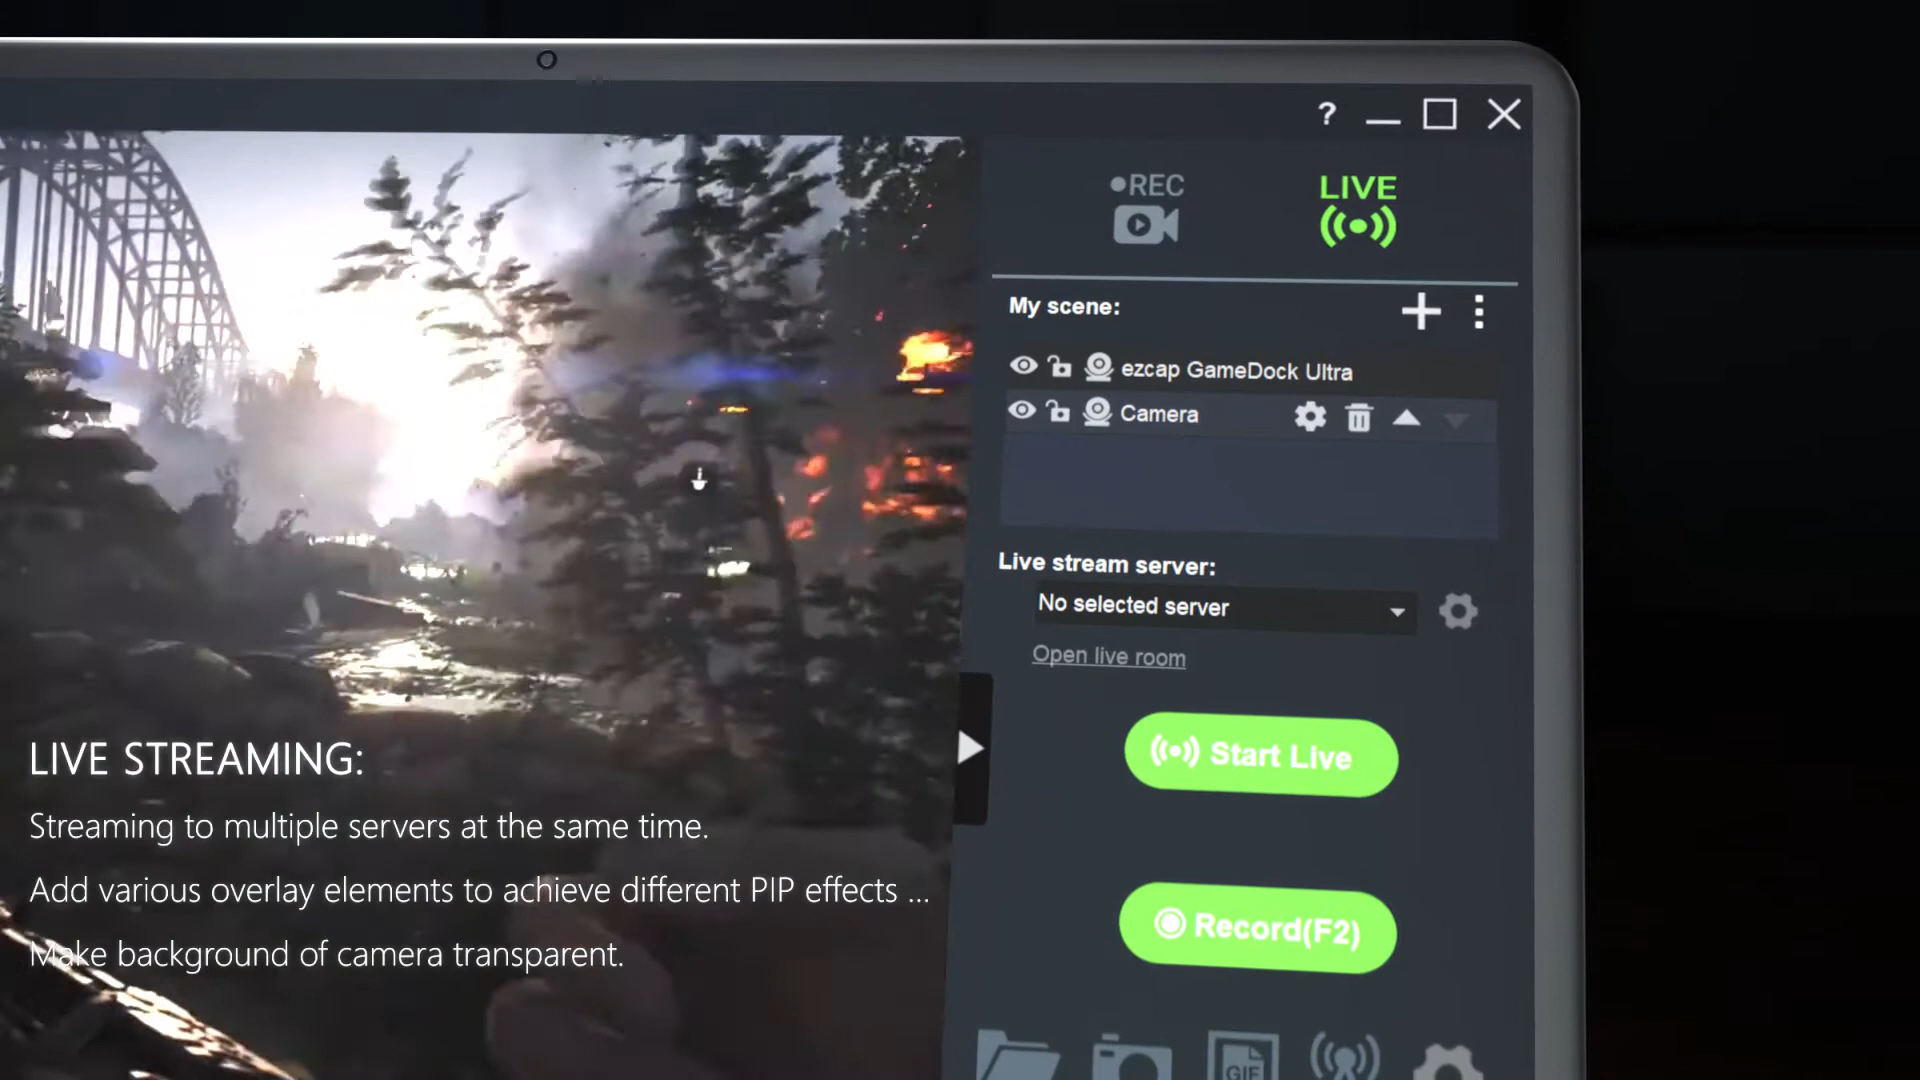 ?
REC
LIVE
My scene:
ezcap GameDock Ultra
Camera
Live stream server:
No selected server
Open live room
Start Live
Record(F2)
GIF
LIVE STREAMING:
Streaming to multiple servers at the same time.
Add various overlay elements to achieve different PIP effects ...
Make background of camera transparent.